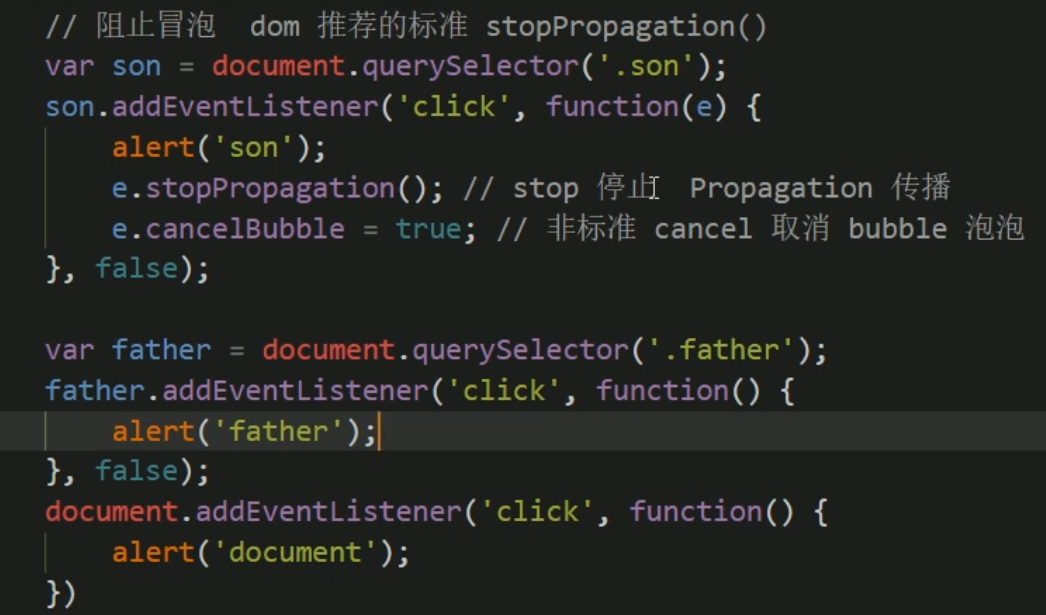 // 阻止冒泡  dom 推荐的标准 stopPropagation()
var son = document.querySelector('.son');
son.addEventListener('click', function(e) {
    alert('son');
    e.stopPropagation(); // stop 停止  Propagation 传播
    e.cancelBubble = true; // 非标准 cancel 取消 bubble 泡泡
}, false);

var father = document.querySelector('.father');
father.addEventListener('click', function() {
    alert('father');
}, false);
document.addEventListener('click', function() {
    alert('document');
})